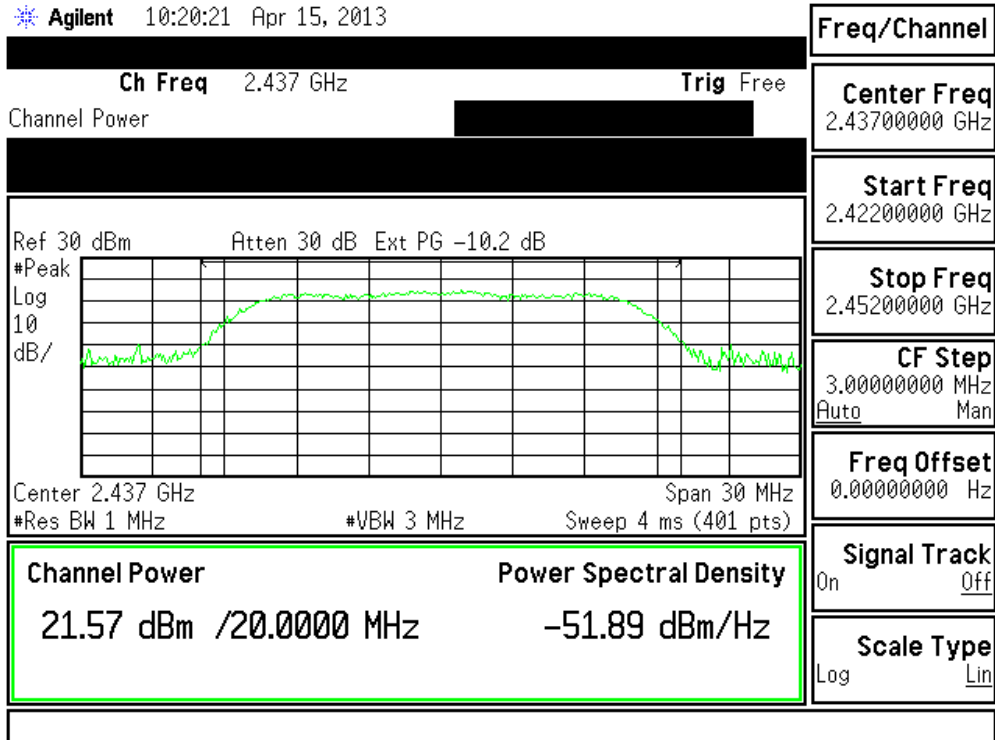 Agilent 10:20:21 Apr 15, 2013
Freq/Channel
Ch Freq 2.437 GHz Trig Free
Channel Power
Center Freq
2.43700000 GHz
Start Freq
2.42200000 GHz
Stop Freq
2.45200000 GHz
CF Step
3.00000000 MHz
Auto Man
Freq Offset
0.00000000 Hz
Signal Track
On Off
Scale Type
Log Lin
Ref 30 dBm Atten 30 dB Ext PG -10.2 dB
#Peak
Log
10
dB/
Center 2.437 GHz Span 30 MHz
#Res BW 1 MHz #VBW 3 MHz Sweep 4 ms (401 pts)
Channel Power Power Spectral Density
21.57 dBm /20.0000 MHz -51.89 dBm/Hz